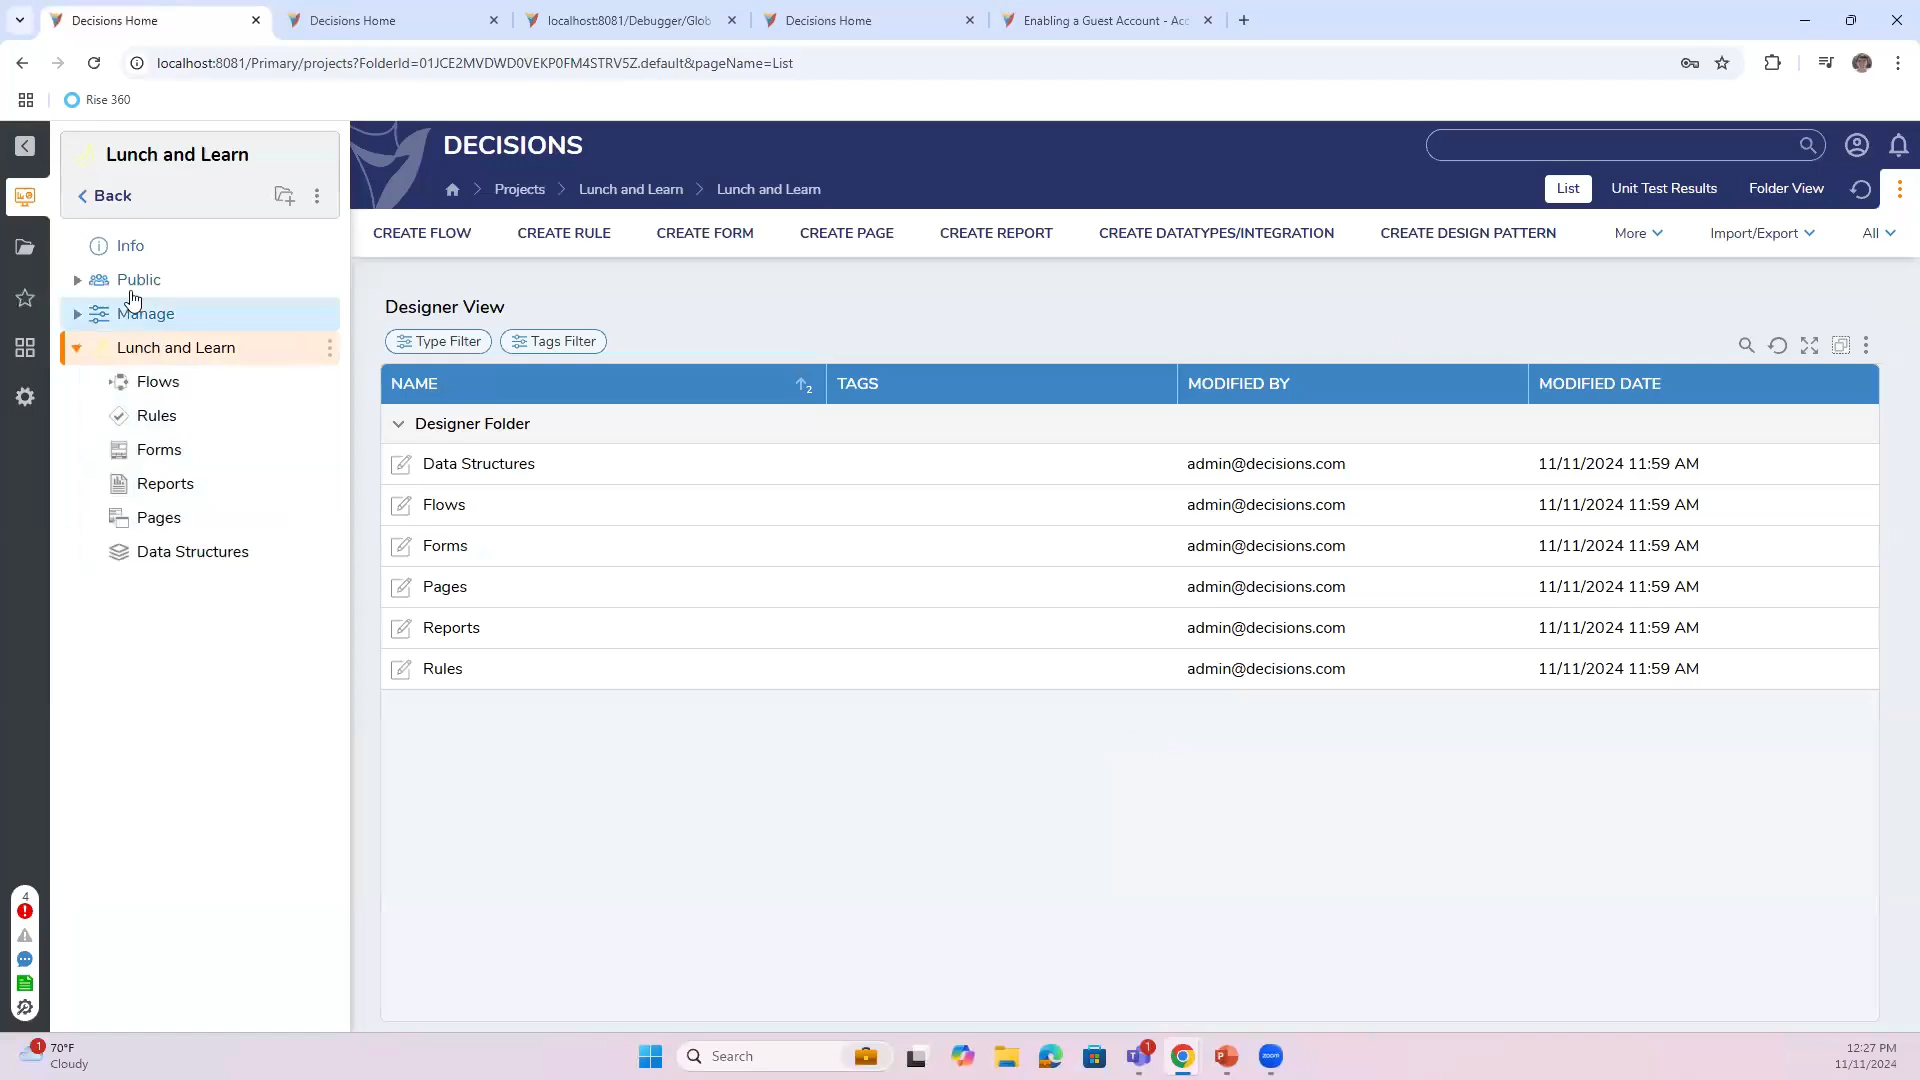 Decisions Home
Decisions Home
localhost:8081/Debugger/Glob
Decisions Home
Enabling a Guest Account - Acc
localhost:8081/Primary/projects?FolderId=01JCE2MVDWD0VEKP0FM4STRV5Z.default&pageName=List
Rise 360
Lunch and Learn
Back
Info
Public
Manage
Lunch and Learn
Flows
Rules
Forms
Reports
Pages
Data Structures
DECISIONS
Projects
Lunch and Learn
Lunch and Learn
List
Unit Test Results
Folder View
CREATE FLOW
CREATE RULE
CREATE FORM
CREATE PAGE
CREATE REPORT
CREATE DATATYPES/INTEGRATION
CREATE DESIGN PATTERN
More
Import/Export
All
Designer View
Type Filter
Tags Filter
NAME 2 TAGS MODIFIED BY MODIFIED DATE
Designer Folder
Data Structures admin@decisions.com 11/11/2024 11:59 AM
Flows admin@decisions.com 11/11/2024 11:59 AM
Forms admin@decisions.com 11/11/2024 11:59 AM
Pages admin@decisions.com 11/11/2024 11:59 AM
Reports admin@decisions.com 11/11/2024 11:59 AM
Rules admin@decisions.com 11/11/2024 11:59 AM
4
1
70°F
Cloudy
Search
1
zoom
12:27 PM
11/11/2024